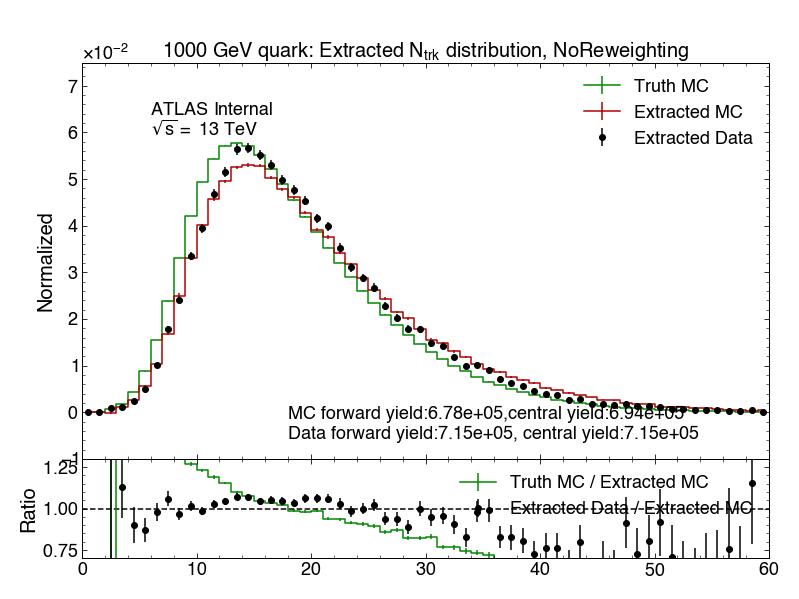 ×10⁻²
1000 GeV quark: Extracted N_trk distribution, NoReweighting
ATLAS Internal
√s = 13 TeV
Truth MC
Extracted MC
Extracted Data
Normalized
7
6
5
4
3
2
1
0
MC forward yield:6.78e+05,central yield:6.94e+05
Data forward yield:7.15e+05, central yield:7.15e+05
1
Ratio
1.25
1.00
0.75
Truth MC / Extracted MC
Extracted Data / Extracted MC
0 10 20 30 40 50 60